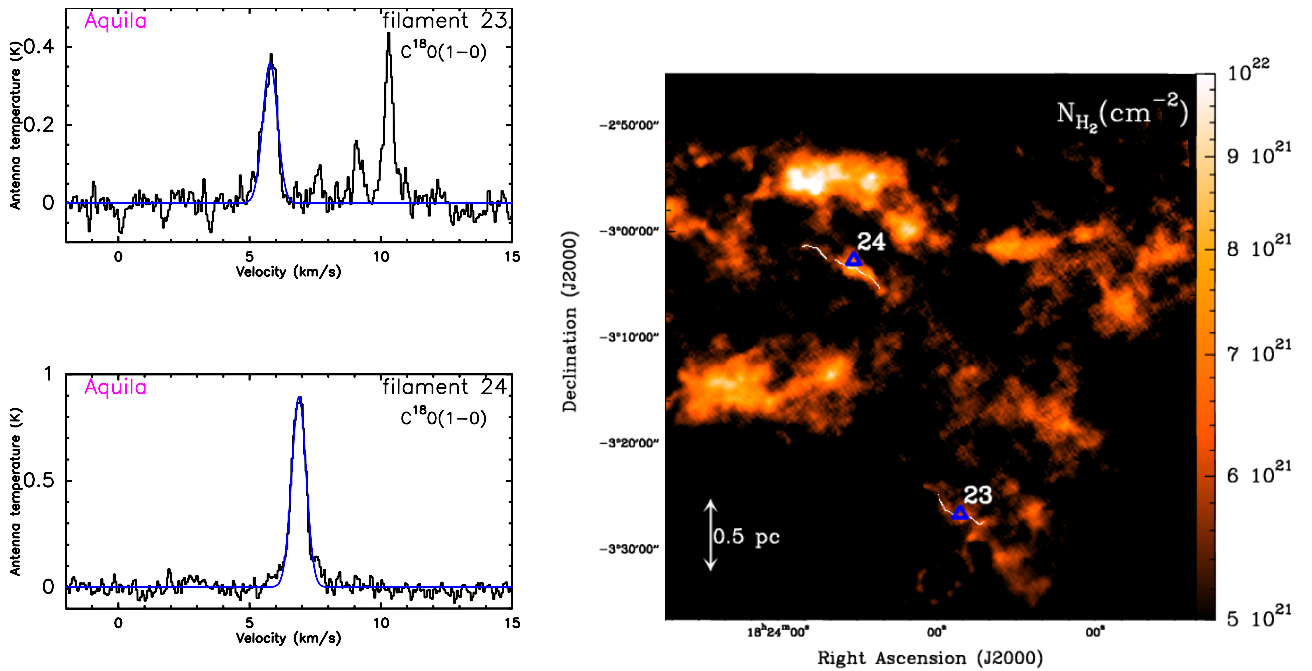 Aquila filament 23
C¹⁸O(1−0)
Antenna temperature (K)
0.4
0.2
0
0 5 10 15
Velocity (km/s)
Aquila filament 24
C¹⁸O(1−0)
Antenna temperature (K)
1
0.5
0
0 5 10 15
Velocity (km/s)
N_H₂(cm⁻²)
24
23
0.5 pc
Declination (J2000)
−2°50′00″
−3°00′00″
−3°10′00″
−3°20′00″
−3°30′00″
18ʰ24ᵐ00ˢ 00ˢ 00ˢ
Right Ascension (J2000)
10²²
9 10²¹
8 10²¹
7 10²¹
6 10²¹
5 10²¹